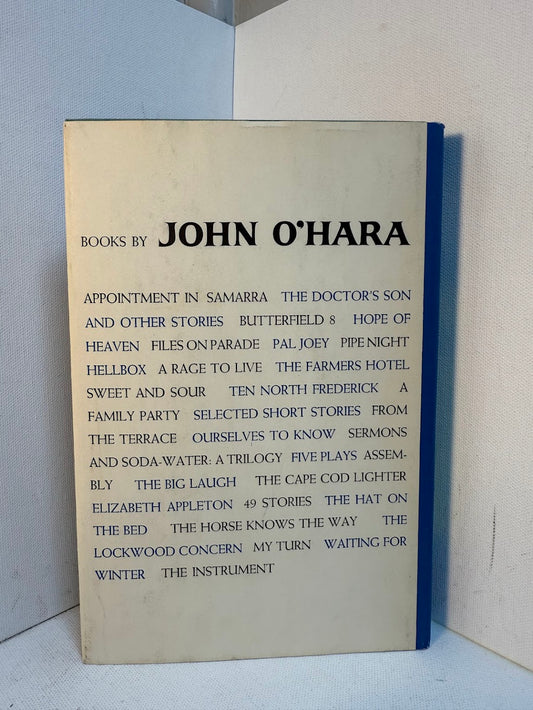 BOOKS BY JOHN O'HARA
APPOINTMENT IN SAMARRA THE DOCTOR'S SON
AND OTHER STORIES BUTTERFIELD 8 HOPE OF
HEAVEN FILES ON PARADE PAL JOEY PIPE NIGHT
HELLBOX A RAGE TO LIVE THE FARMERS HOTEL
SWEET AND SOUR TEN NORTH FREDERICK A
FAMILY PARTY SELECTED SHORT STORIES FROM
THE TERRACE OURSELVES TO KNOW SERMONS
AND SODA-WATER: A TRILOGY FIVE PLAYS ASSEM-
BLY THE BIG LAUGH THE CAPE COD LIGHTER
ELIZABETH APPLETON 49 STORIES THE HAT ON
THE BED THE HORSE KNOWS THE WAY THE
LOCKWOOD CONCERN MY TURN WAITING FOR
WINTER THE INSTRUMENT